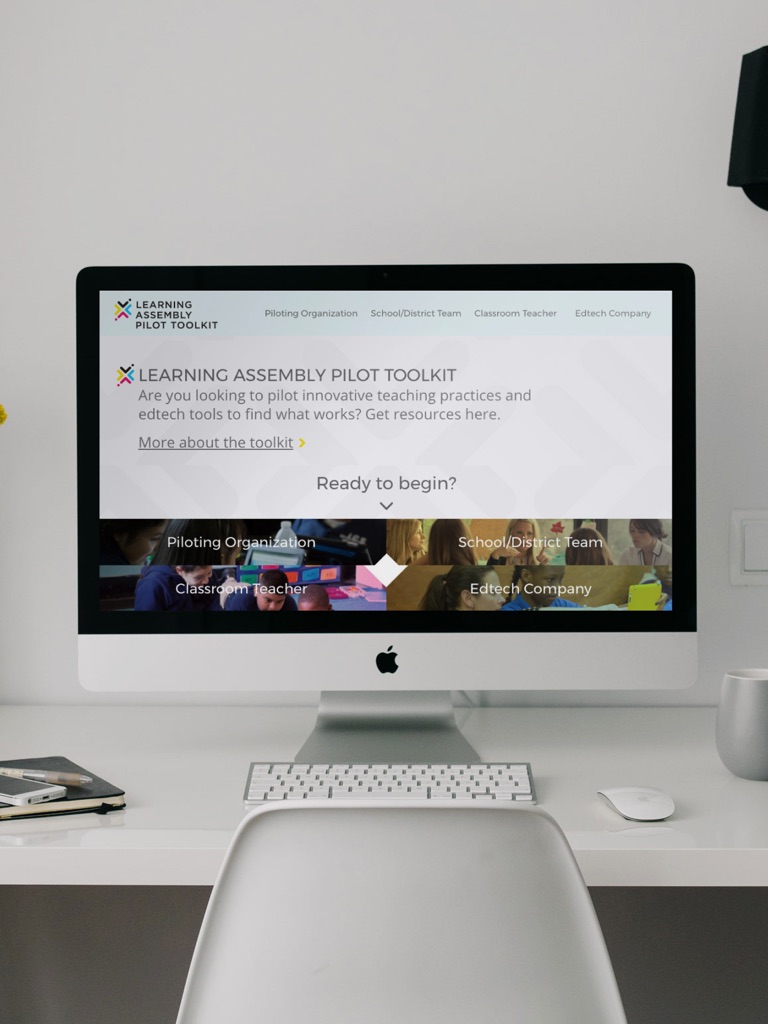 LEARNING
ASSEMBLY
PILOT TOOLKIT
Piloting Organization School/District Team Classroom Teacher Edtech Company
LEARNING ASSEMBLY PILOT TOOLKIT
Are you looking to pilot innovative teaching practices and
edtech tools to find what works? Get resources here.
More about the toolkit
Ready to begin?
Piloting Organization School/District Team
Classroom Teacher Edtech Company